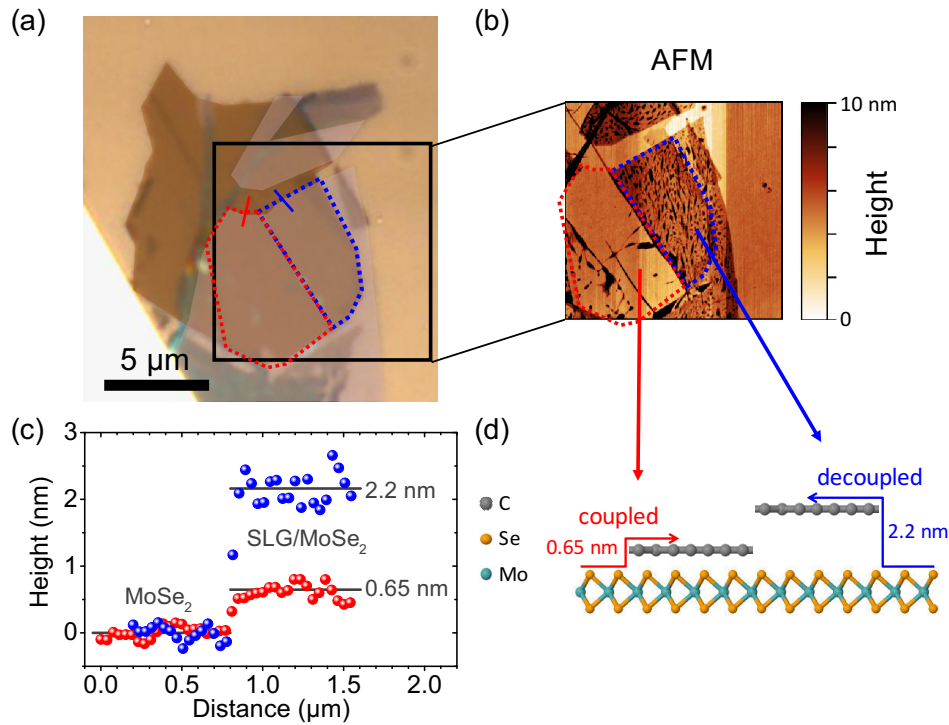 (a)
5 μm
(b)
AFM
10 nm
Height
0
(c)
3
2
1
0
Height (nm)
2.2 nm
SLG/MoSe2
0.65 nm
MoSe2
0.0
0.5
1.0
1.5
2.0
Distance (μm)
(d)
C
Se
Mo
coupled
0.65 nm
decoupled
2.2 nm